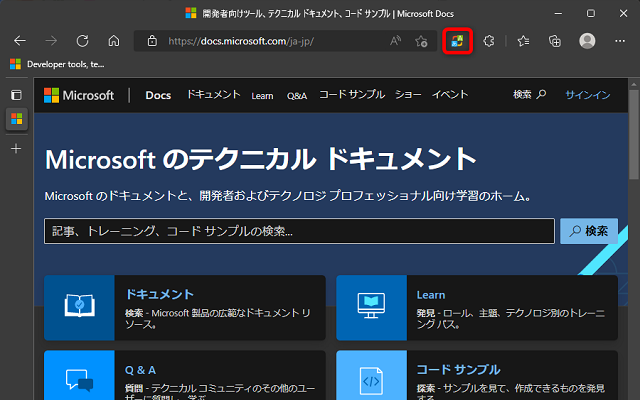 開発者向けツール、テクニカル ドキュメント、コード サンプル | Microsoft Docs
https://docs.microsoft.com/ja-jp/
Developer tools, te...
Microsoft
Docs ドキュメント Learn Q&A コード サンプル ショー イベント 検索 サインイン
Microsoft のテクニカル ドキュメント
Microsoft のドキュメントと、開発者およびテクノロジ プロフェッショナル向け学習のホーム。
記事、トレーニング、コード サンプルの検索... 検索
ドキュメント
検索 - Microsoft 製品の広範なドキュメント リ
ソース。
Learn
発見 - ロール、主題、テクノロジ別のトレーニ
ング パス。
Q & A
質問 - テクニカル コミュニティのその他のユー
ザーに質問し、学ぶ
コード サンプル
探索 - サンプルを見て、作成できるものを発見
する